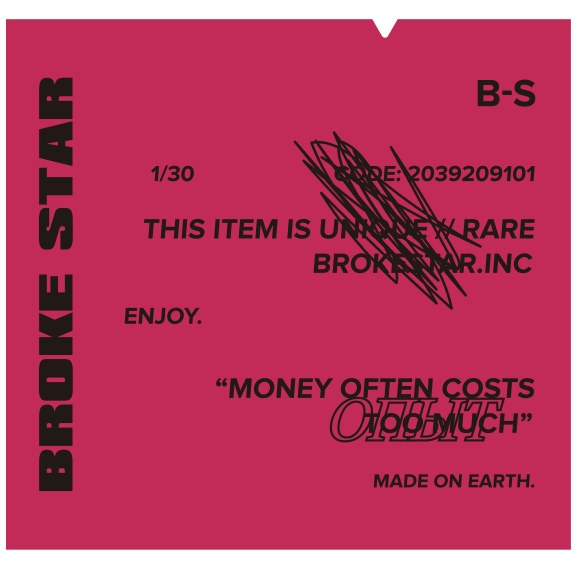 BROKE STAR
B-S
1/30
CODE: 2039209101
THIS ITEM IS UNIQUE // RARE
BROKESTAR.INC
ENJOY.
“MONEY OFTEN COSTS
TOO MUCH”
ОПЫТ
MADE ON EARTH.